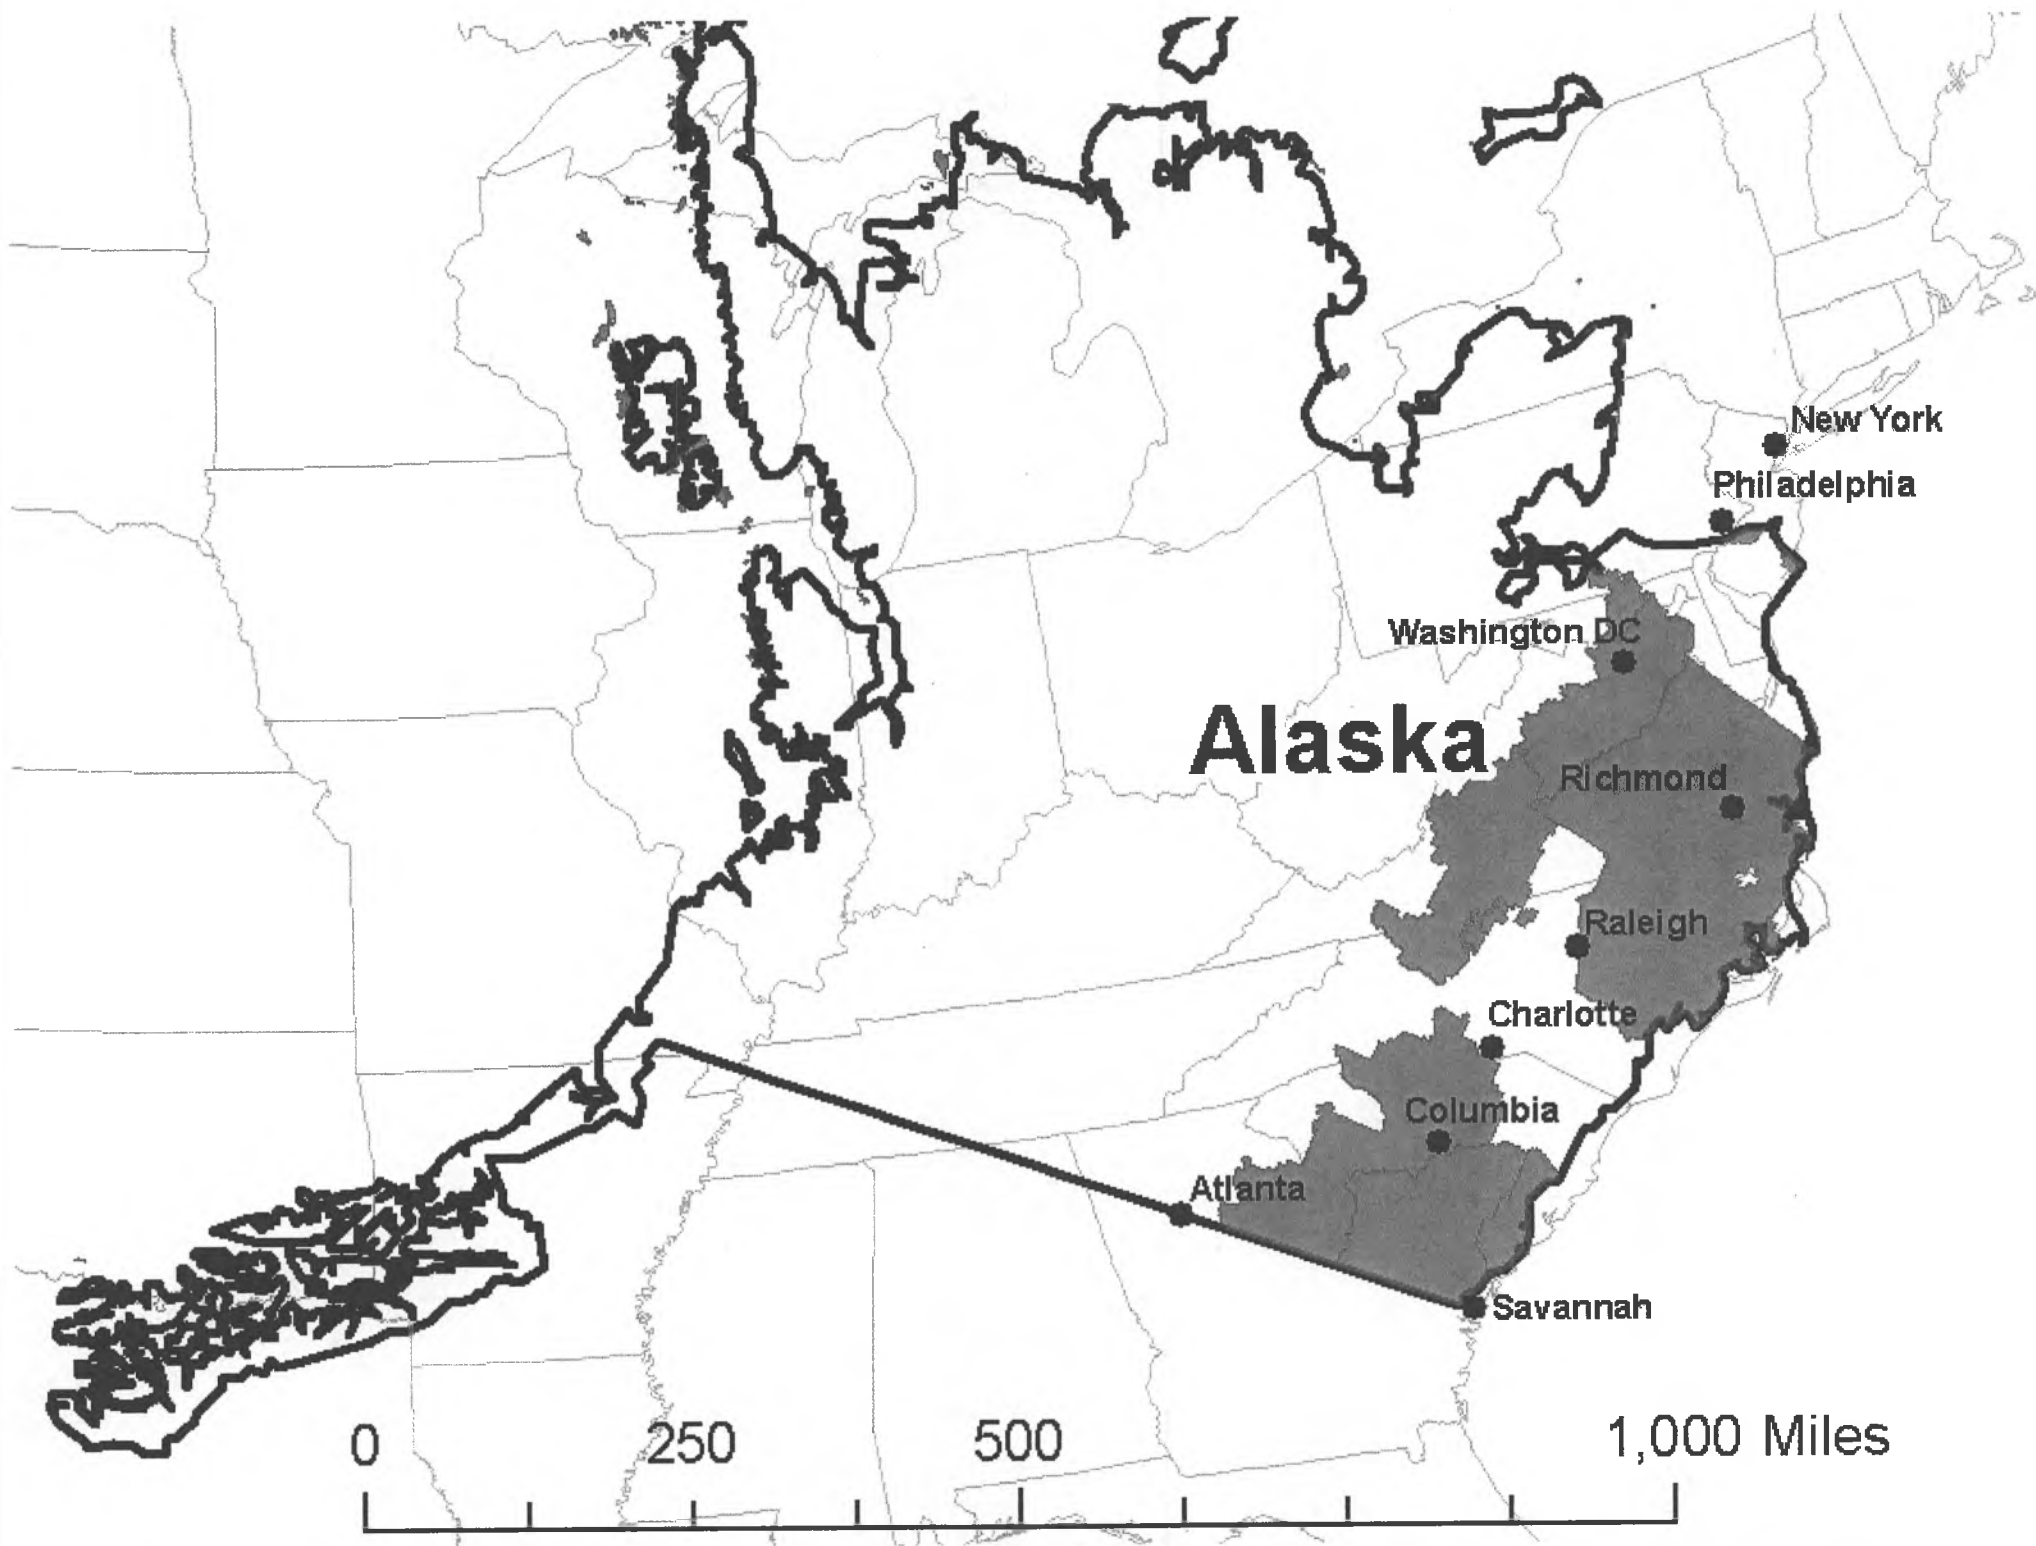 New York
Philadelphia
Washington DC
Alaska
Richmond
Raleigh
Charlotte
Columbia
Atlanta
Savannah
0 250 500 1,000 Miles